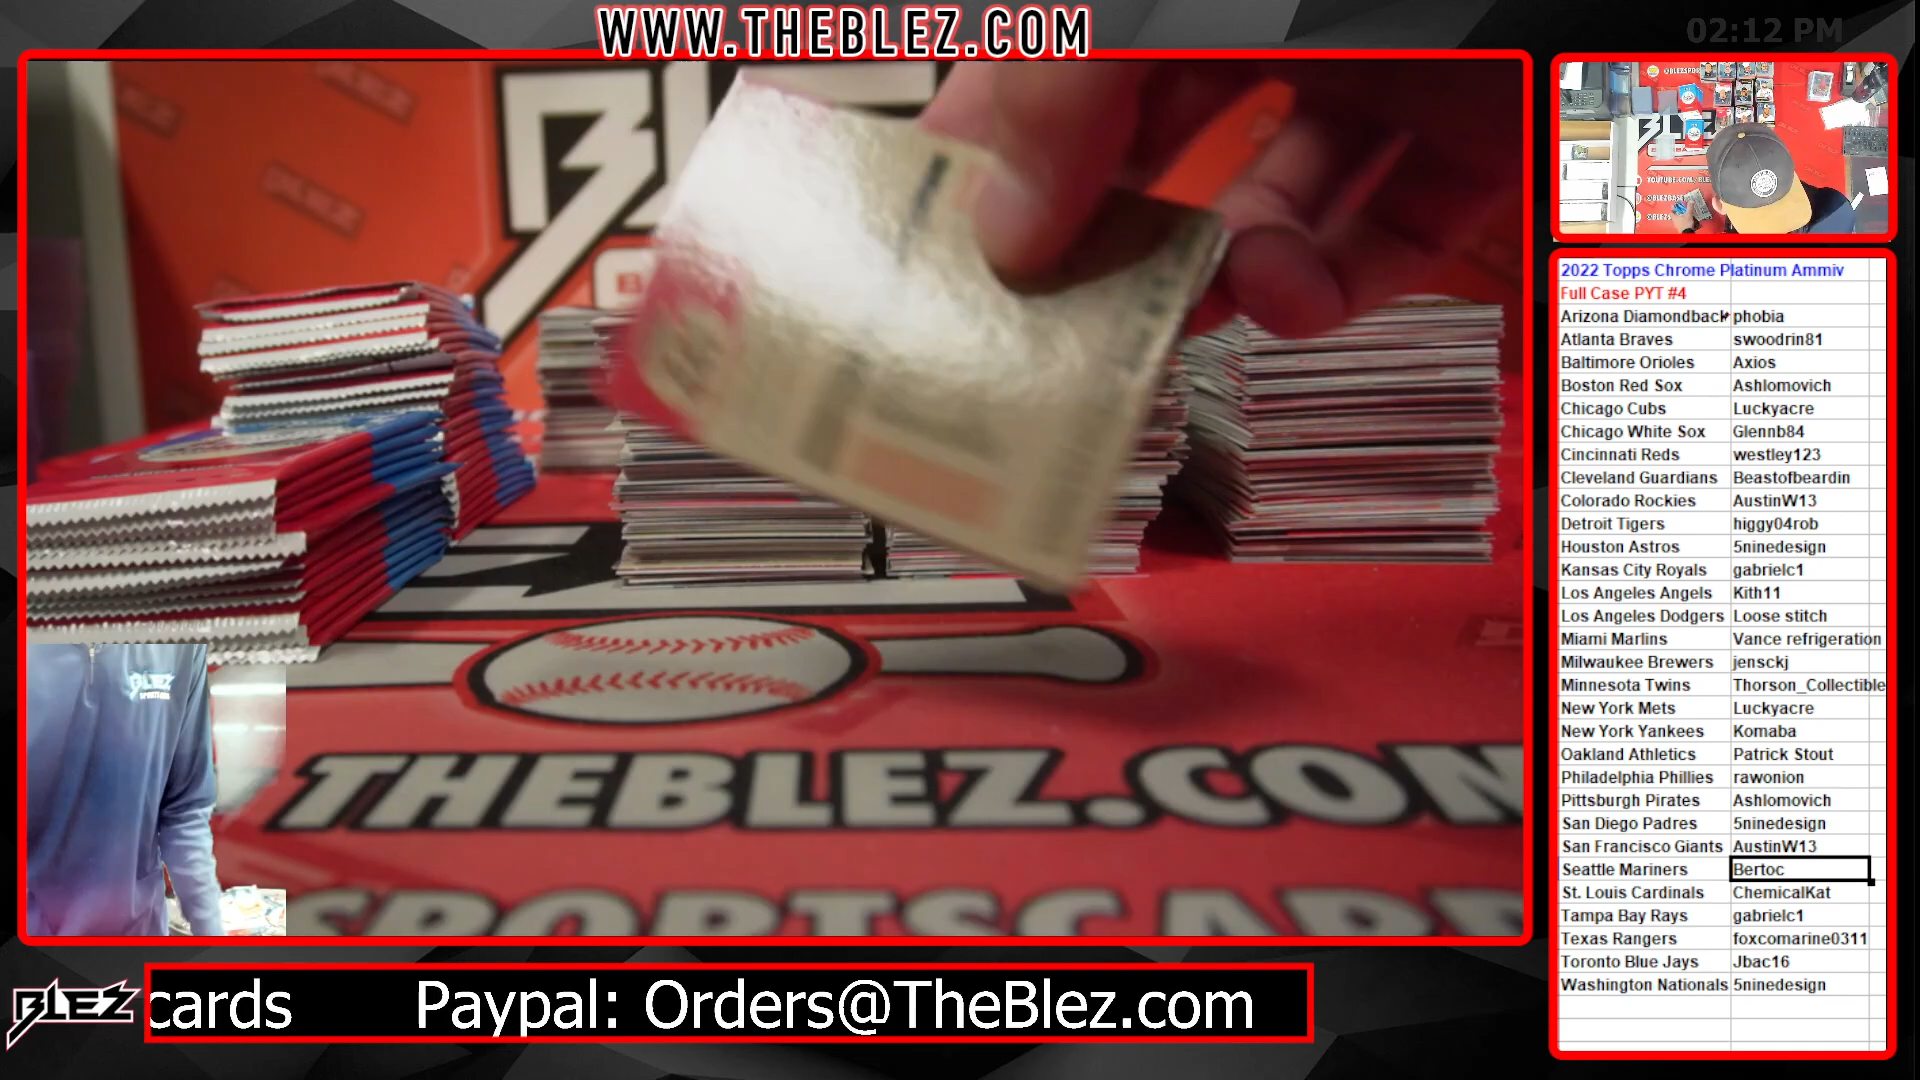 WWW.THEBLEZ.COM
02:12 PM
2022 Topps Chrome Platinum Ammiv
Full Case PYT #4
Arizona Diamondback phobia
Atlanta Braves swoodrin81
Baltimore Orioles Axios
Boston Red Sox Ashlomovich
Chicago Cubs Luckyacre
Chicago White Sox Glennb84
Cincinnati Reds westley123
Cleveland Guardians Beastofbeardin
Colorado Rockies AustinW13
Detroit Tigers higgy04rob
Houston Astros 5ninedesign
Kansas City Royals gabrielc1
Los Angeles Angels Kith11
Los Angeles Dodgers Loose stitch
Miami Marlins Vance refrigeration
Milwaukee Brewers jensckj
Minnesota Twins Thorson_Collectible
New York Mets Luckyacre
New York Yankees Komaba
Oakland Athletics Patrick Stout
Philadelphia Phillies rawonion
Pittsburgh Pirates Ashlomovich
San Diego Padres 5ninedesign
San Francisco Giants AustinW13
Seattle Mariners Bertoc
St. Louis Cardinals ChemicalKat
Tampa Bay Rays gabrielc1
Texas Rangers foxcomarine0311
Toronto Blue Jays Jbac16
Washington Nationals 5ninedesign
THEBLEZ.COM
SPORTSCARD
BLEZ
BLEZ
cards Paypal: Orders@TheBlez.com